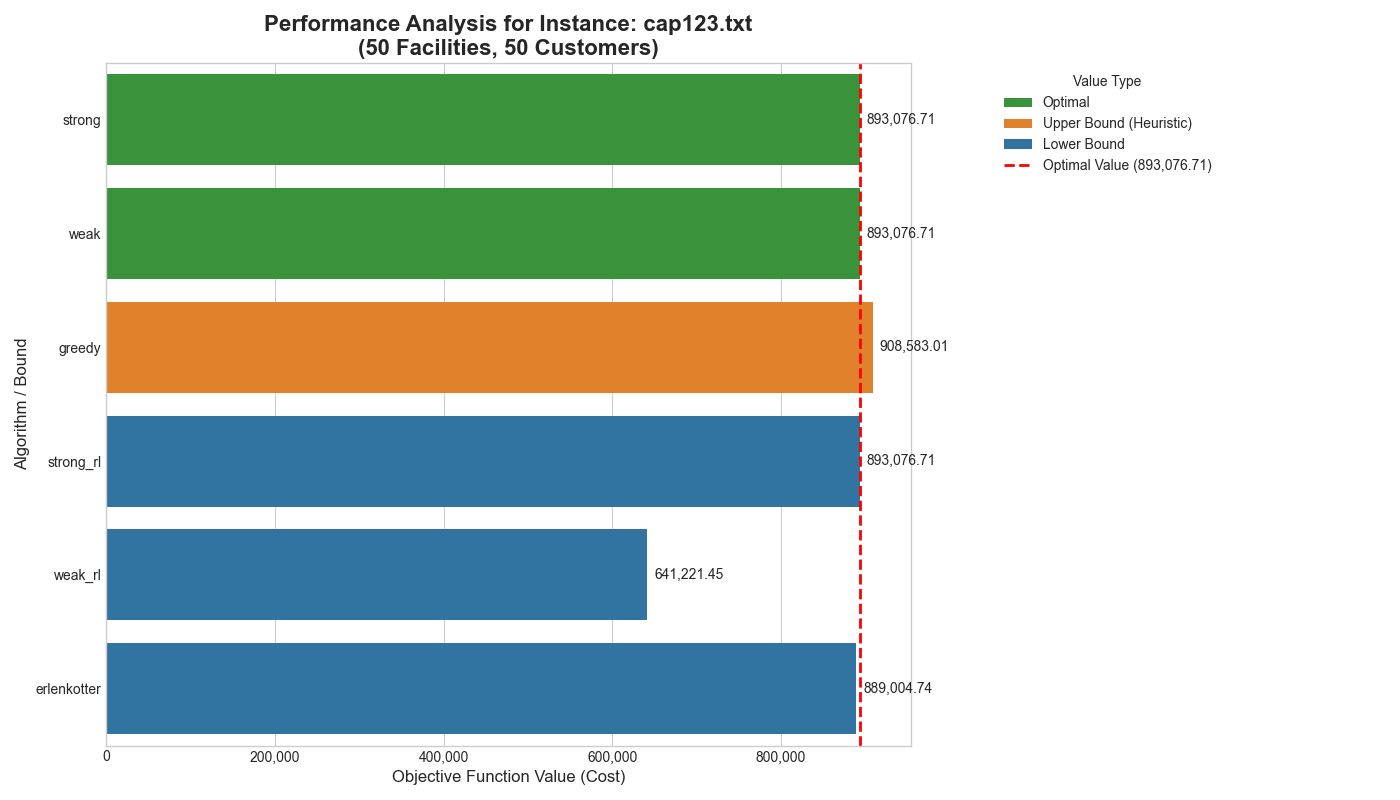 Performance Analysis for Instance: cap123.txt
(50 Facilities, 50 Customers)
Value Type
Optimal
Upper Bound (Heuristic)
Lower Bound
Optimal Value (893,076.71)
Algorithm / Bound
strong
893,076.71
weak
893,076.71
greedy
908,583.01
strong_rl
893,076.71
weak_rl
641,221.45
erlenkotter
889,004.74
0
200,000
400,000
600,000
800,000
Objective Function Value (Cost)